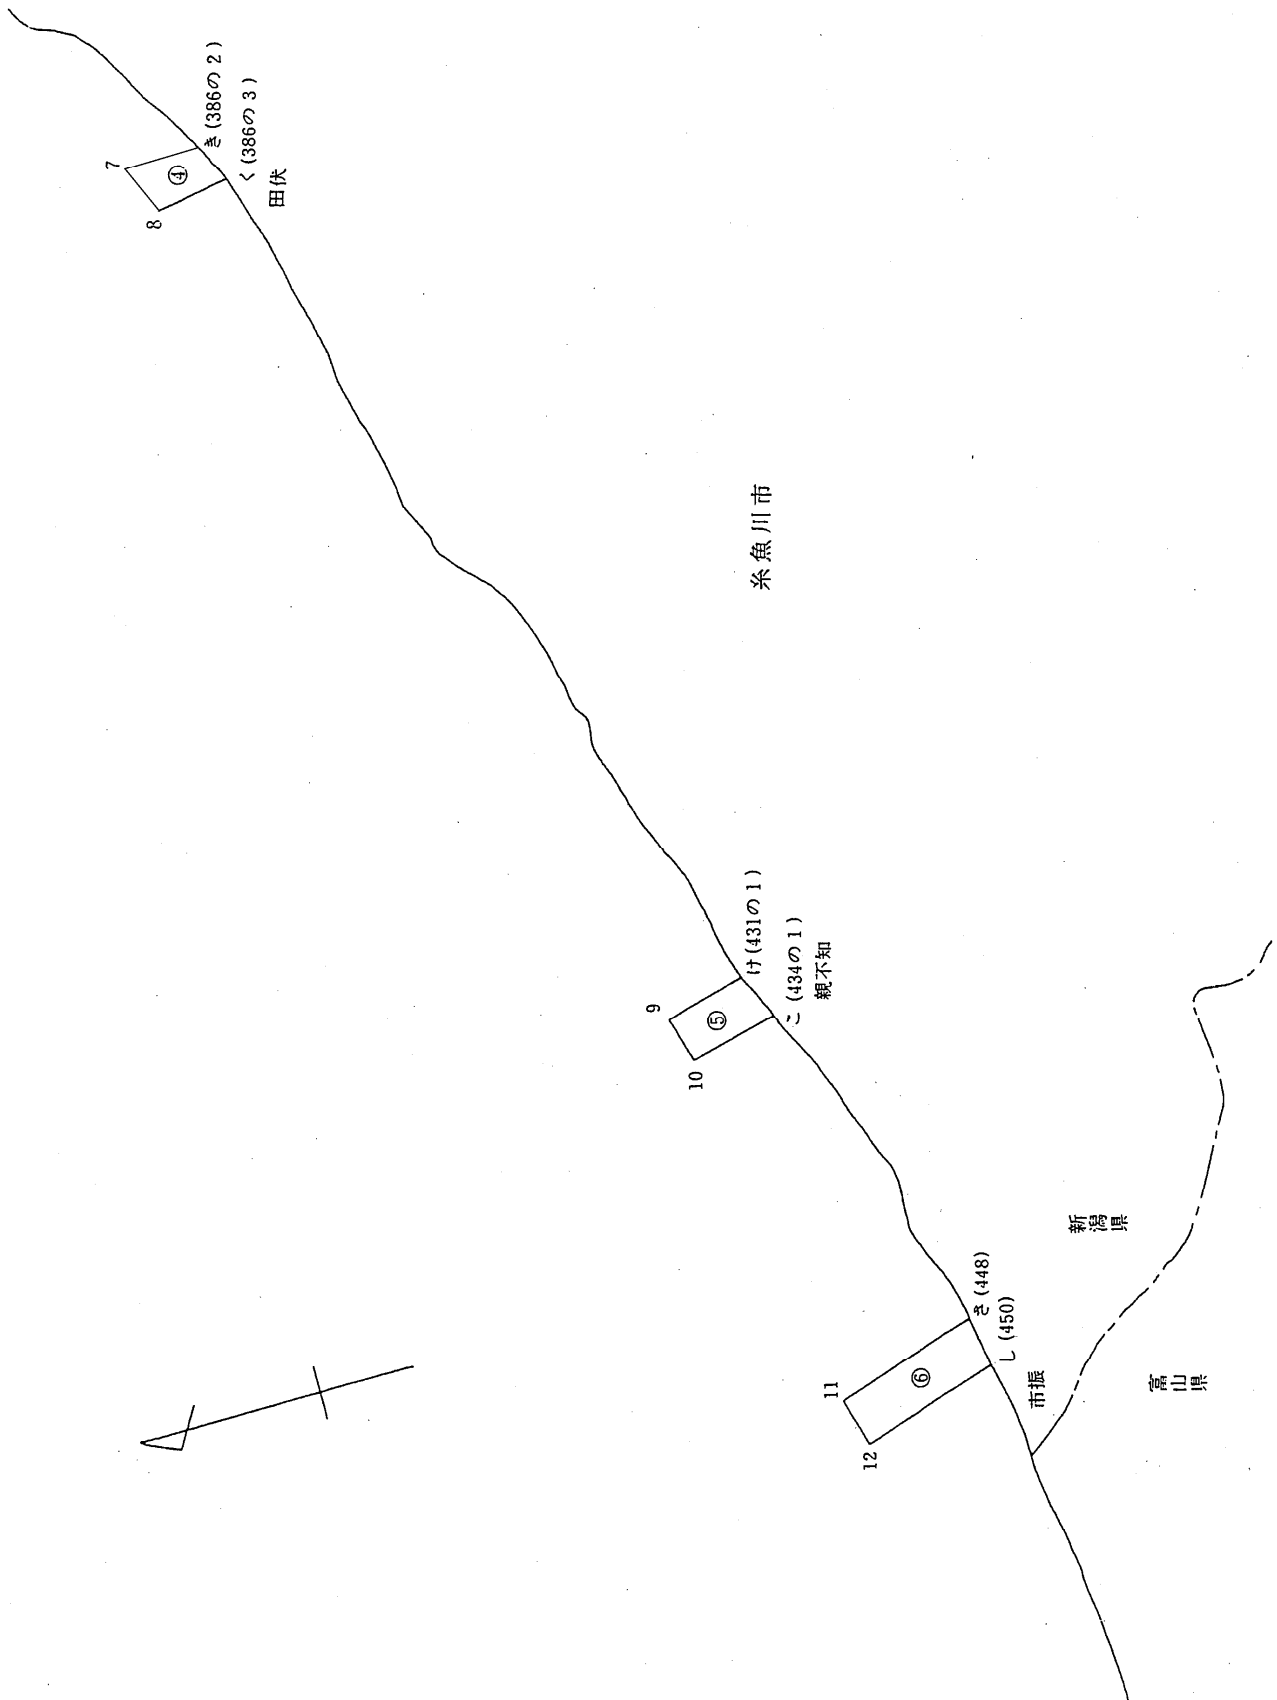 7
8
④
き(386の2)
く(386の3)
田伏
糸魚川市
9
10
⑤
け(431の1)
こ(434の1)
親不知
11
12
⑥
さ(448)
し(450)
市振
新潟県
富山県